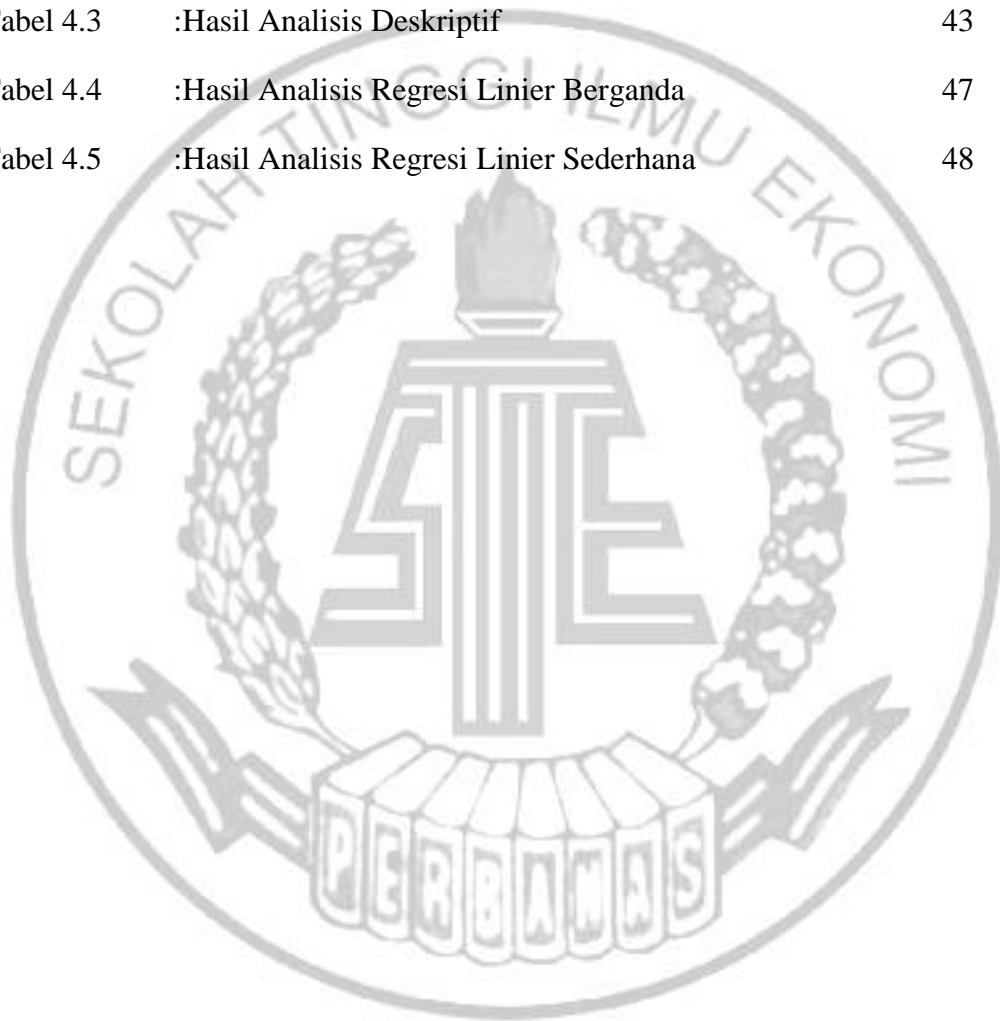 abel 4.3 :Hasil Analisis Deskriptif 43
abel 4.4 :Hasil Analisis Regresi Linier Berganda 47
abel 4.5 :Hasil Analisis Regresi Linier Sederhana 48
SEKOLAH TINGGI ILMU EKONOMI
STIE
PERBANAS